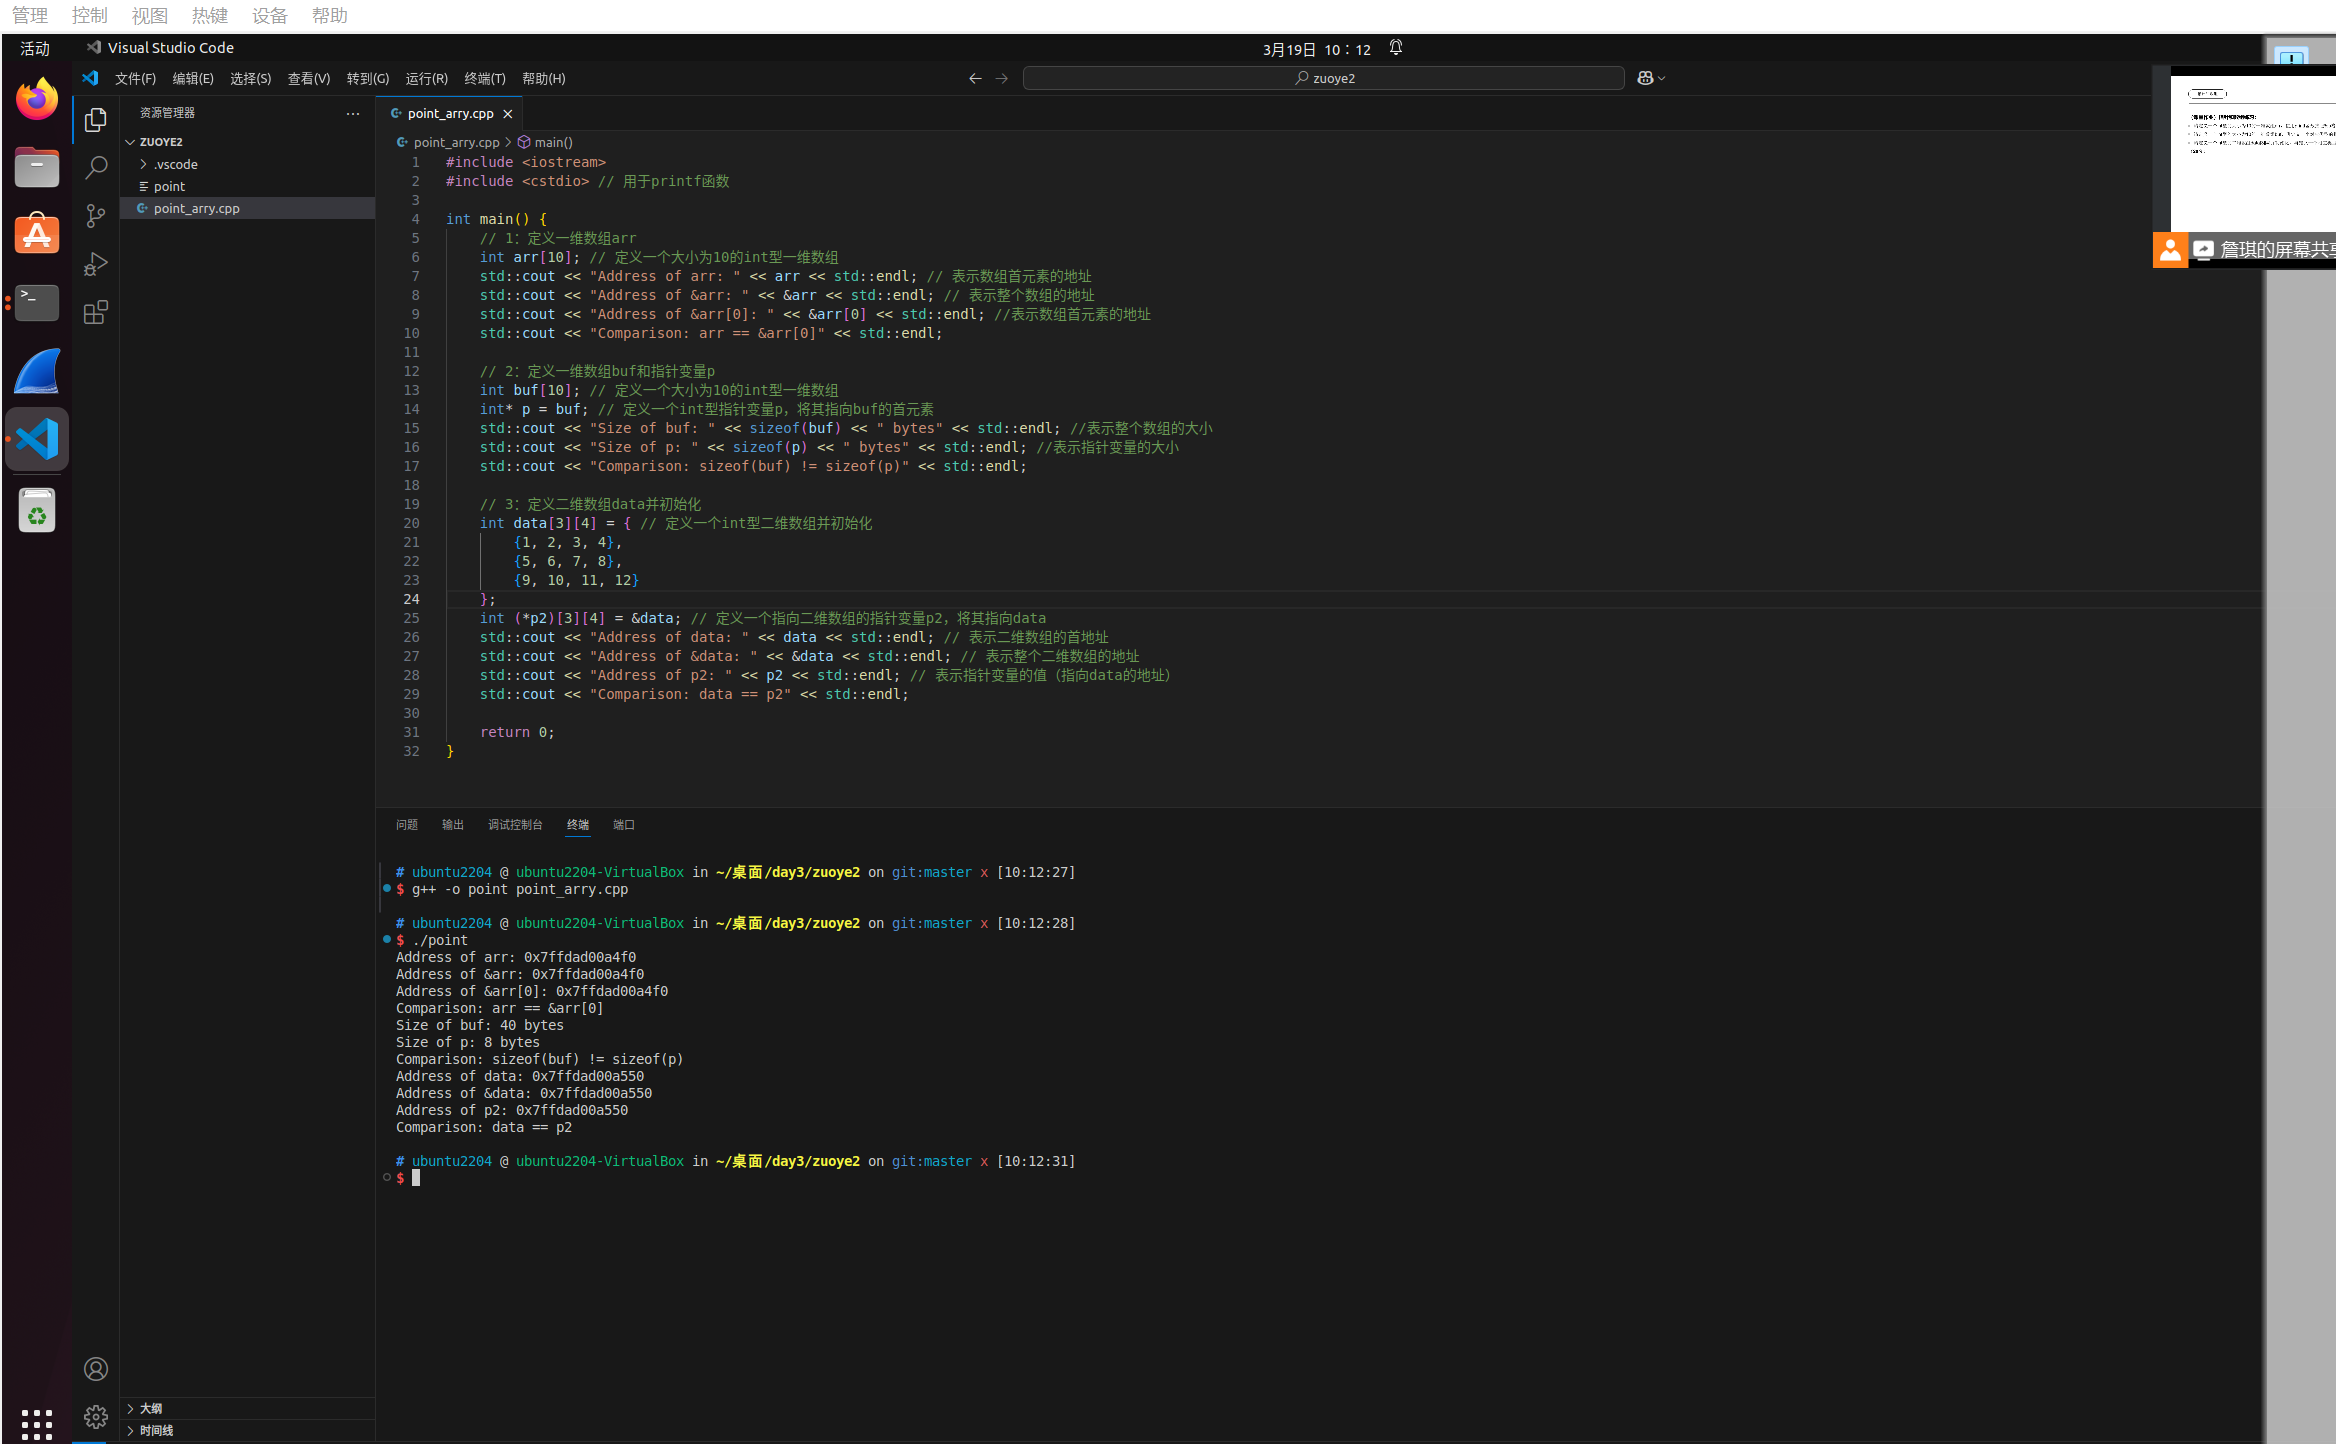 管理 控制 视图 热键 设备 帮助
活动 Visual Studio Code 3月19日 10：12
文件(F) 编辑(E) 选择(S) 查看(V) 转到(G) 运行(R) 终端(T) 帮助(H) zuoye2
资源管理器
ZUOYE2
.vscode
point
point_arry.cpp
大纲
时间线
point_arry.cpp
point_arry.cpp > main()
1 #include <iostream>
2 #include <cstdio> // 用于printf函数
3
4 int main() {
5 // 1：定义一维数组arr
6 int arr[10]; // 定义一个大小为10的int型一维数组
7 std::cout << "Address of arr: " << arr << std::endl; // 表示数组首元素的地址
8 std::cout << "Address of &arr: " << &arr << std::endl; // 表示整个数组的地址
9 std::cout << "Address of &arr[0]: " << &arr[0] << std::endl; //表示数组首元素的地址
10 std::cout << "Comparison: arr == &arr[0]" << std::endl;
11
12 // 2：定义一维数组buf和指针变量p
13 int buf[10]; // 定义一个大小为10的int型一维数组
14 int* p = buf; // 定义一个int型指针变量p，将其指向buf的首元素
15 std::cout << "Size of buf: " << sizeof(buf) << " bytes" << std::endl; //表示整个数组的大小
16 std::cout << "Size of p: " << sizeof(p) << " bytes" << std::endl; //表示指针变量的大小
17 std::cout << "Comparison: sizeof(buf) != sizeof(p)" << std::endl;
18
19 // 3：定义二维数组data并初始化
20 int data[3][4] = { // 定义一个int型二维数组并初始化
21 {1, 2, 3, 4},
22 {5, 6, 7, 8},
23 {9, 10, 11, 12}
24 };
25 int (*p2)[3][4] = &data; // 定义一个指向二维数组的指针变量p2，将其指向data
26 std::cout << "Address of data: " << data << std::endl; // 表示二维数组的首地址
27 std::cout << "Address of &data: " << &data << std::endl; // 表示整个二维数组的地址
28 std::cout << "Address of p2: " << p2 << std::endl; // 表示指针变量的值（指向data的地址）
29 std::cout << "Comparison: data == p2" << std::endl;
30
31 return 0;
32 }
问题 输出 调试控制台 终端 端口
# ubuntu2204 @ ubuntu2204-VirtualBox in ~/桌面/day3/zuoye2 on git:master x [10:12:27]
$ g++ -o point point_arry.cpp
# ubuntu2204 @ ubuntu2204-VirtualBox in ~/桌面/day3/zuoye2 on git:master x [10:12:28]
$ ./point
Address of arr: 0x7ffdad00a4f0
Address of &arr: 0x7ffdad00a4f0
Address of &arr[0]: 0x7ffdad00a4f0
Comparison: arr == &arr[0]
Size of buf: 40 bytes
Size of p: 8 bytes
Comparison: sizeof(buf) != sizeof(p)
Address of data: 0x7ffdad00a550
Address of &data: 0x7ffdad00a550
Address of p2: 0x7ffdad00a550
Comparison: data == p2
# ubuntu2204 @ ubuntu2204-VirtualBox in ~/桌面/day3/zuoye2 on git:master x [10:12:31]
$
詹琪的屏幕共享